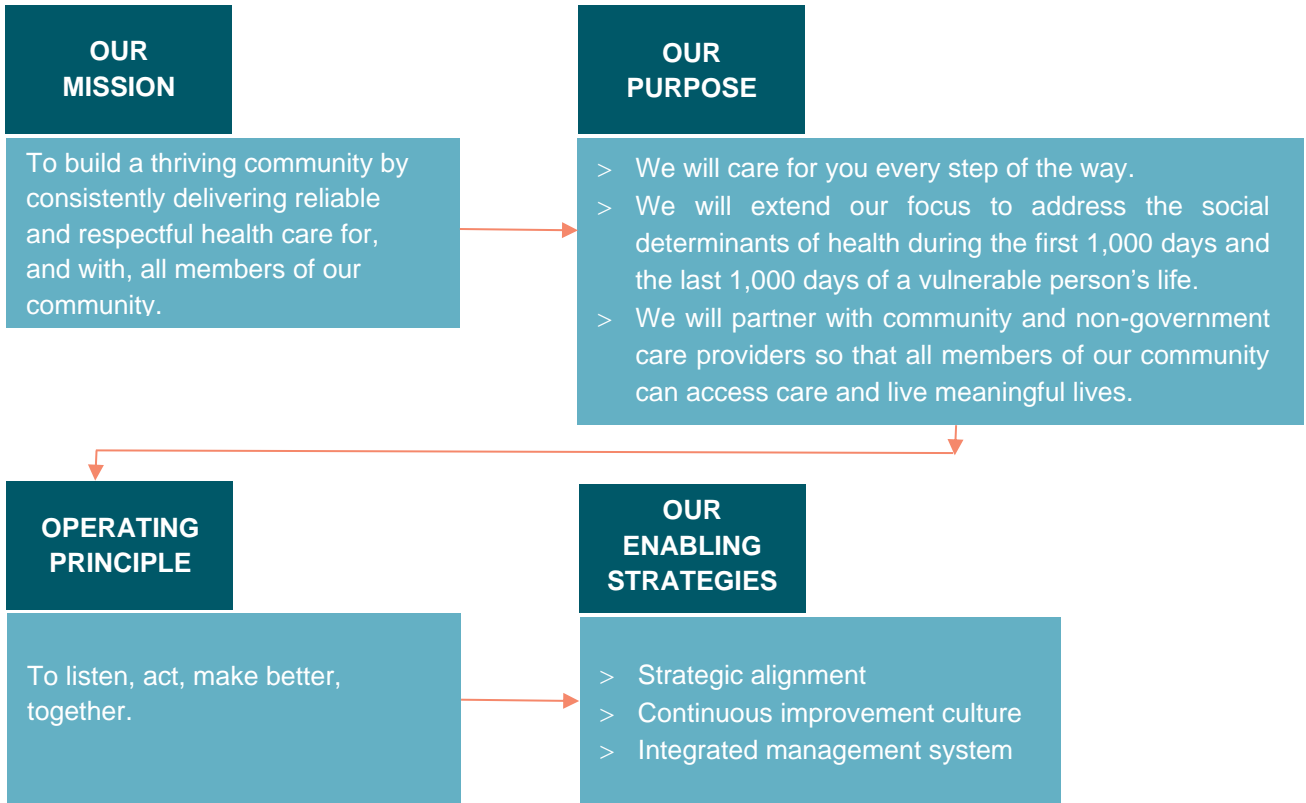 OUR
MISSION
To build a thriving community by
consistently delivering reliable
and respectful health care for,
and with, all members of our
community.
OUR
PURPOSE
> We will care for you every step of the way.
> We will extend our focus to address the social
determinants of health during the first 1,000 days and
the last 1,000 days of a vulnerable person’s life.
> We will partner with community and non-government
care providers so that all members of our community
can access care and live meaningful lives.
OPERATING
PRINCIPLE
To listen, act, make better,
together.
OUR
ENABLING
STRATEGIES
> Strategic alignment
> Continuous improvement culture
> Integrated management system